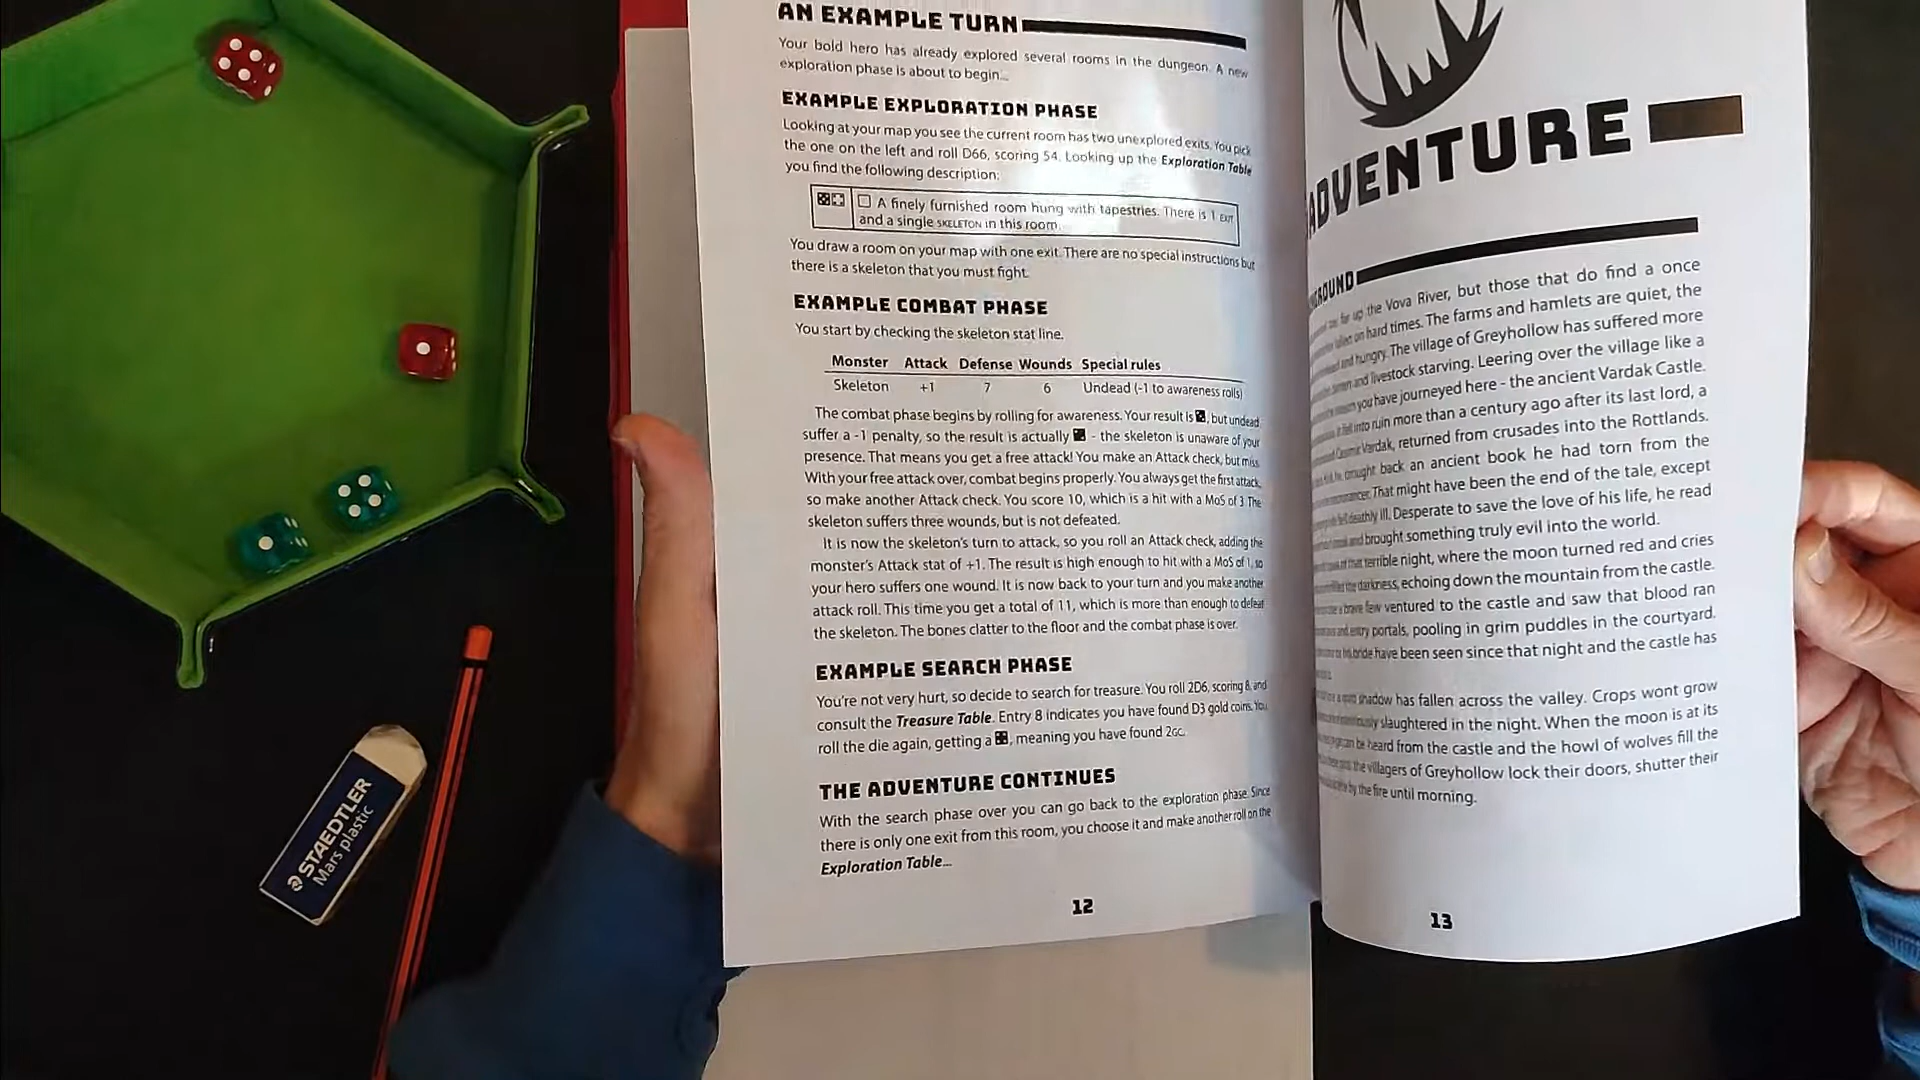 AN EXAMPLE TURN
Your bold hero has already explored several rooms in the dungeon. A new
exploration phase is about to begin...
EXAMPLE EXPLORATION PHASE
Looking at your map you see the current room has two unexplored exits. You pick
the one on the left and roll D66, scoring 54. Looking up the Exploration Table
you find the following description:
A finely furnished room hung with tapestries. There is 1 EXIT
and a single SKELETON in this room.
You draw a room on your map with one exit. There are no special instructions but
there is a skeleton that you must fight.
EXAMPLE COMBAT PHASE
You start by checking the skeleton stat line.
Monster Attack Defense Wounds Special rules
Skeleton +1 7 6 Undead (-1 to awareness rolls)
The combat phase begins by rolling for awareness. Your result is , but undead
suffer a -1 penalty, so the result is actually - the skeleton is unaware of your
presence. That means you get a free attack! You make an Attack check, but miss.
With your free attack over, combat begins properly. You always get the first attack,
so make another Attack check. You score 10, which is a hit with a MoS of 3 The
skeleton suffers three wounds, but is not defeated.
It is now the skeleton's turn to attack, so you roll an Attack check, adding the
monster's Attack stat of +1. The result is high enough to hit with a MoS of 1, so
your hero suffers one wound. It is now back to your turn and you make another
attack roll. This time you get a total of 11, which is more than enough to defeat
the skeleton. The bones clatter to the floor and the combat phase is over.
EXAMPLE SEARCH PHASE
You're not very hurt, so decide to search for treasure. You roll 2D6, scoring 8, and
consult the Treasure Table. Entry 8 indicates you have found D3 gold coins. You
roll the die again, getting a , meaning you have found 2GC.
THE ADVENTURE CONTINUES
With the search phase over you can go back to the exploration phase. Since
there is only one exit from this room, you choose it and make another roll on the
Exploration Table...
12
ADVENTURE
far up the Vova River, but those that do find a once
fallen on hard times. The farms and hamlets are quiet, the
and hungry. The village of Greyhollow has suffered more
and livestock starving. Leering over the village like a
you have journeyed here - the ancient Vardak Castle.
It fell into ruin more than a century ago after its last lord, a
Vardak, returned from crusades into the Rottlands.
brought back an ancient book he had torn from the
That might have been the end of the tale, except
fell deathly ill. Desperate to save the love of his life, he read
and brought something truly evil into the world.
that terrible night, where the moon turned red and cries
the darkness, echoing down the mountain from the castle.
a brave few ventured to the castle and saw that blood ran
and entry portals, pooling in grim puddles in the courtyard.
bride have been seen since that night and the castle has
shadow has fallen across the valley. Crops wont grow
slaughtered in the night. When the moon is at its
can be heard from the castle and the howl of wolves fill the
the villagers of Greyhollow lock their doors, shutter their
by the fire until morning.
13
STAEDTLER
Mars plastic